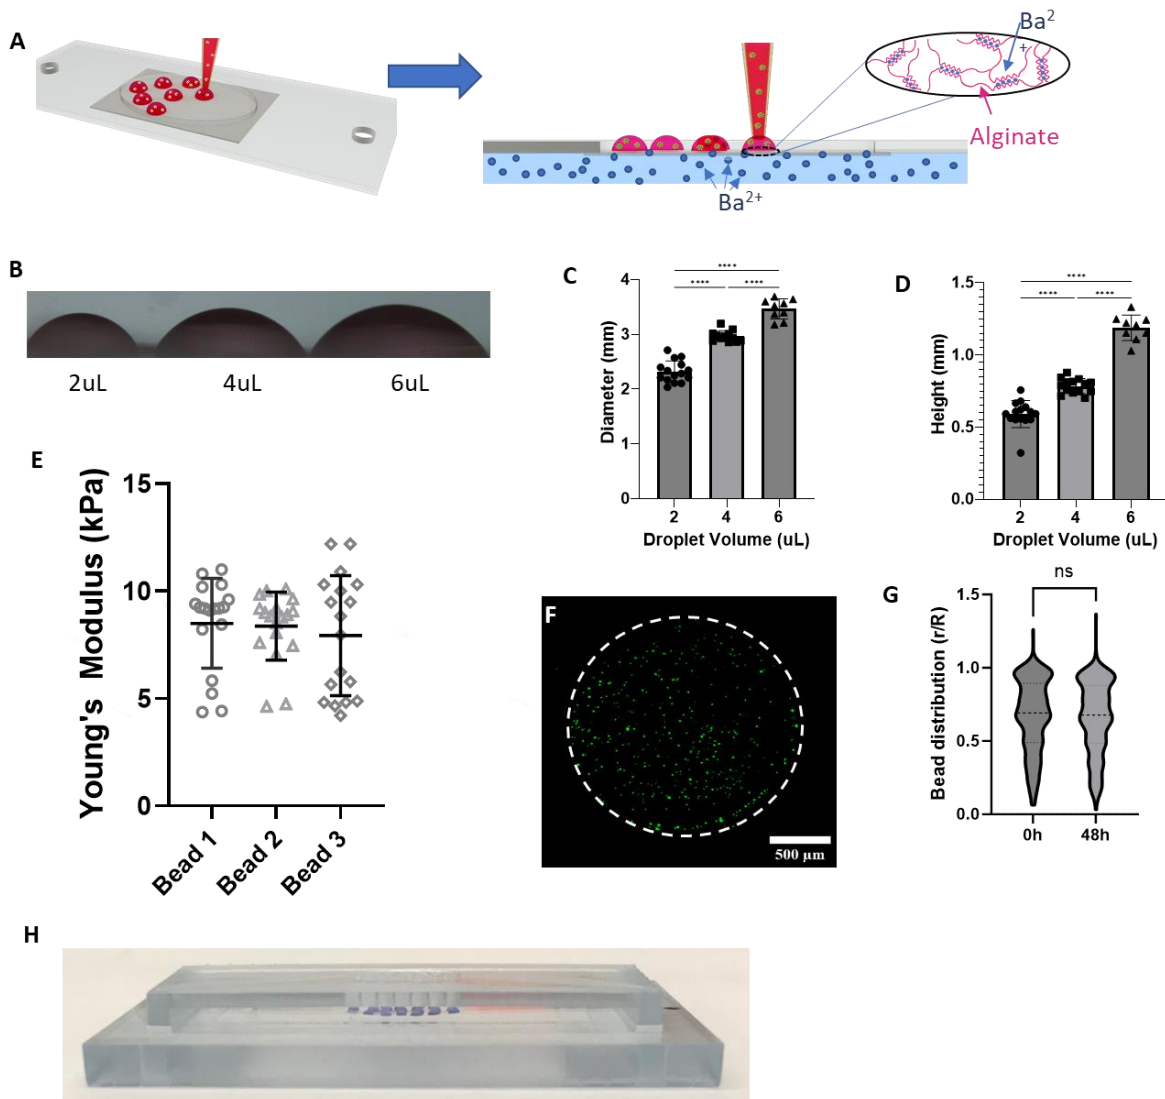 A
Ba2
+
Alginate
Ba2+
B
2uL
4uL
6uL
C
****
**** ****
4
3
2
1
0
Diameter (mm)
2 4 6
Droplet Volume (uL)
D
****
**** ****
1.5
1.0
0.5
0.0
Height (mm)
2 4 6
Droplet Volume (uL)
E
15
10
5
0
Young's Modulus (kPa)
Bead 1
Bead 2
Bead 3
F
500 µm
G
ns
1.5
1.0
0.5
0.0
Bead distribution (r/R)
0h 48h
H